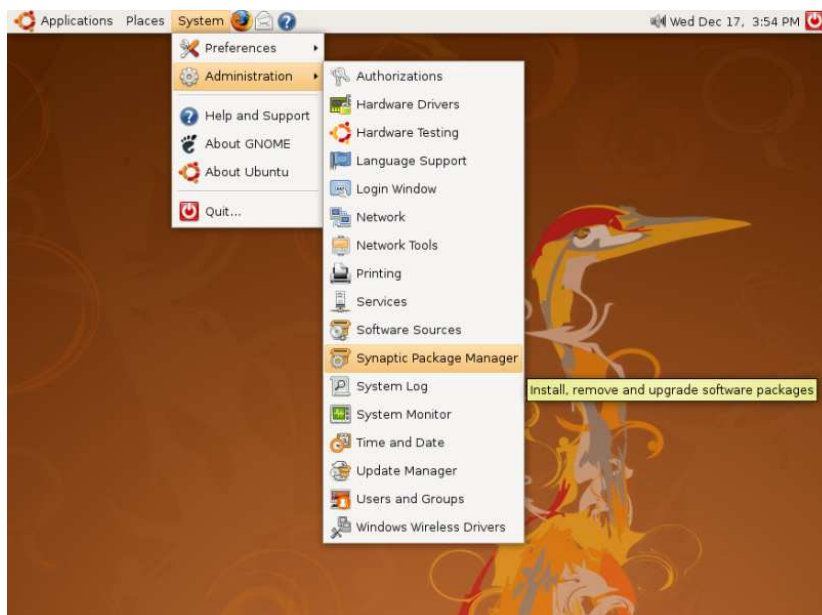 Applications Places System Wed Dec 17, 3:54 PM
Preferences
Administration
Help and Support
About GNOME
About Ubuntu
Quit...
Authorizations
Hardware Drivers
Hardware Testing
Language Support
Login Window
Network
Network Tools
Printing
Services
Software Sources
Synaptic Package Manager
System Log
System Monitor
Time and Date
Update Manager
Users and Groups
Windows Wireless Drivers
Install, remove and upgrade software packages